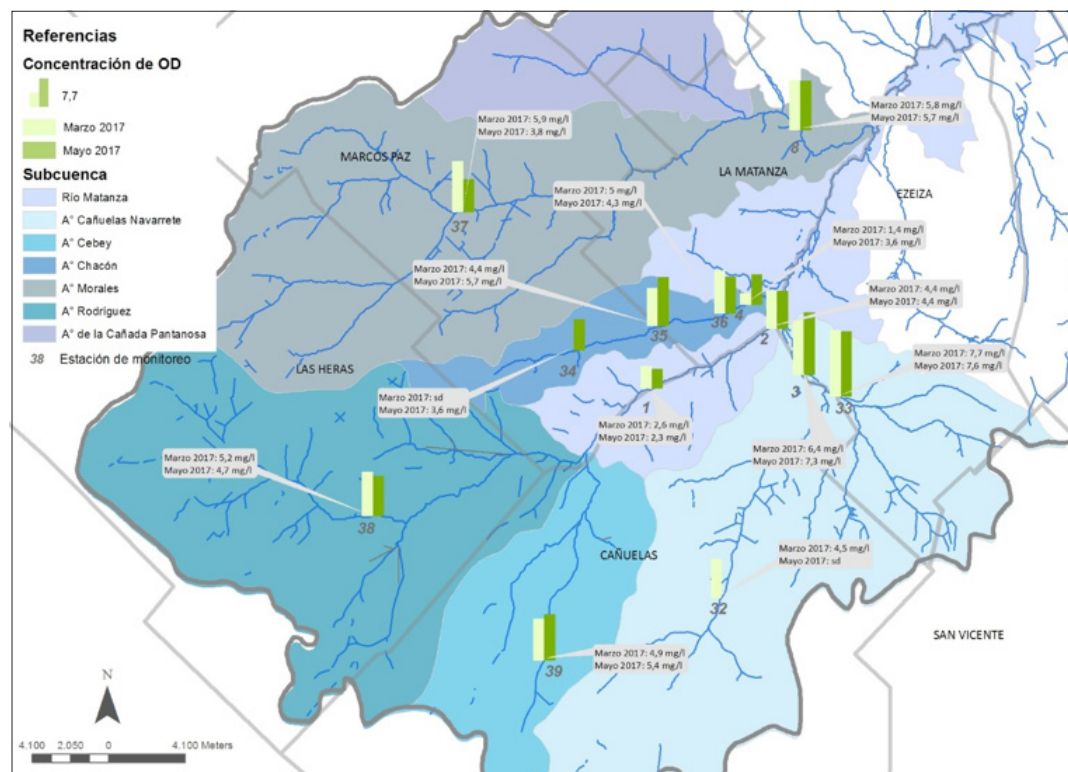 Referencias
Concentración de OD
7,7
Marzo 2017
Mayo 2017
Subcuenca
Río Matanza
A° Cañuelas Navarrete
A° Cebey
A° Chacón
A° Morales
A° Rodríguez
A° de la Cañada Pantanosa
38 Estación de monitoreo
Marzo 2017: 5,8 mg/l
Mayo 2017: 5,7 mg/l
8
Marzo 2017: 5,9 mg/l
Mayo 2017: 3,8 mg/l
MARCOS PAZ
37
LA MATANZA
EZEIZA
Marzo 2017: 5 mg/l
Mayo 2017: 4,3 mg/l
Marzo 2017: 1,4 mg/l
Mayo 2017: 3,6 mg/l
Marzo 2017: 4,4 mg/l
Mayo 2017: 5,7 mg/l
Marzo 2017: 4,4 mg/l
Mayo 2017: 4,4 mg/l
36
4
35
2
34
LAS HERAS
Marzo 2017: 7,7 mg/l
Mayo 2017: 7,6 mg/l
1
3
33
Marzo 2017: sd
Mayo 2017: 3,6 mg/l
Marzo 2017: 2,6 mg/l
Mayo 2017: 2,3 mg/l
Marzo 2017: 6,4 mg/l
Mayo 2017: 7,3 mg/l
Marzo 2017: 5,2 mg/l
Mayo 2017: 4,7 mg/l
38
CAÑUELAS
Marzo 2017: 4,5 mg/l
Mayo 2017: sd
32
SAN VICENTE
Marzo 2017: 4,9 mg/l
Mayo 2017: 5,4 mg/l
39
N
4.100 2.050 0 4.100 Meters